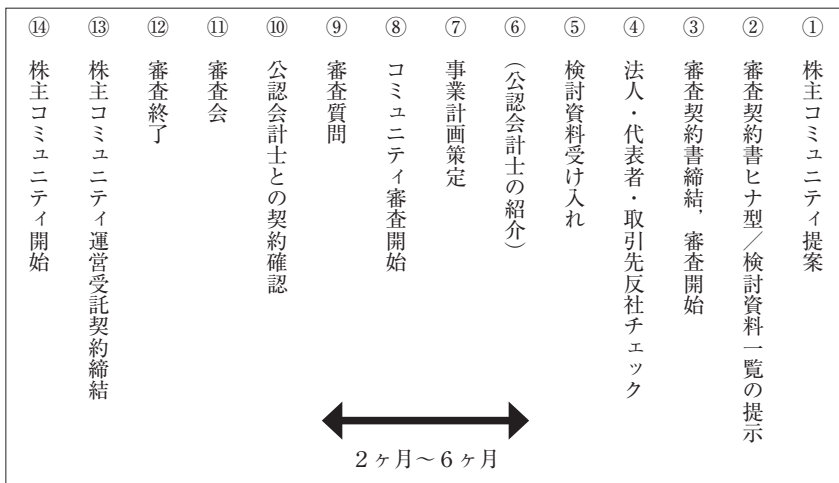 ① 株主コミュニティ提案
② 審査契約書ヒナ型／検討資料一覧の提示
③ 審査契約書締結，審査開始
④ 法人・代表者・取引先反社チェック
⑤ 検討資料受け入れ
⑥ （公認会計士の紹介）
⑦ 事業計画策定
⑧ コミュニティ審査開始
⑨ 審査質問
⑩ 公認会計士との契約確認
⑪ 審査会
⑫ 審査終了
⑬ 株主コミュニティ運営受託契約締結
⑭ 株主コミュニティ開始
２ヶ月～６ヶ月